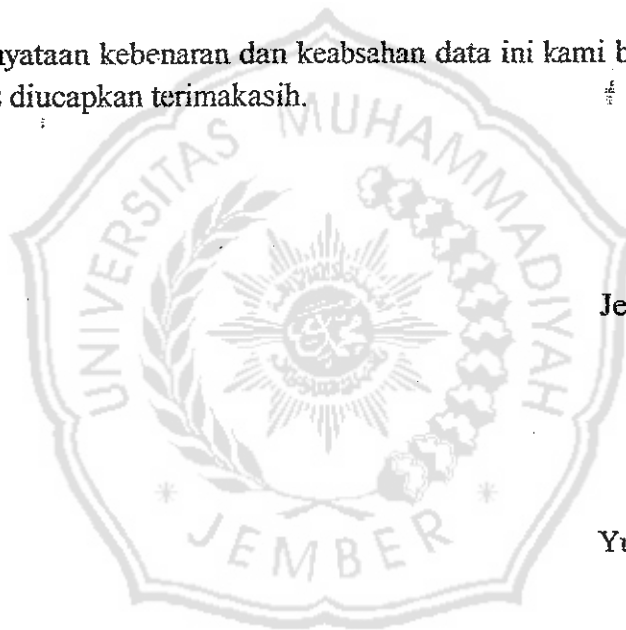 nyataan kebenaran dan keabsahan data ini kami b
diucapkan terimakasih.
UNIVERSITAS MUHAMMADIYAH
Je
Yu
JEMBER